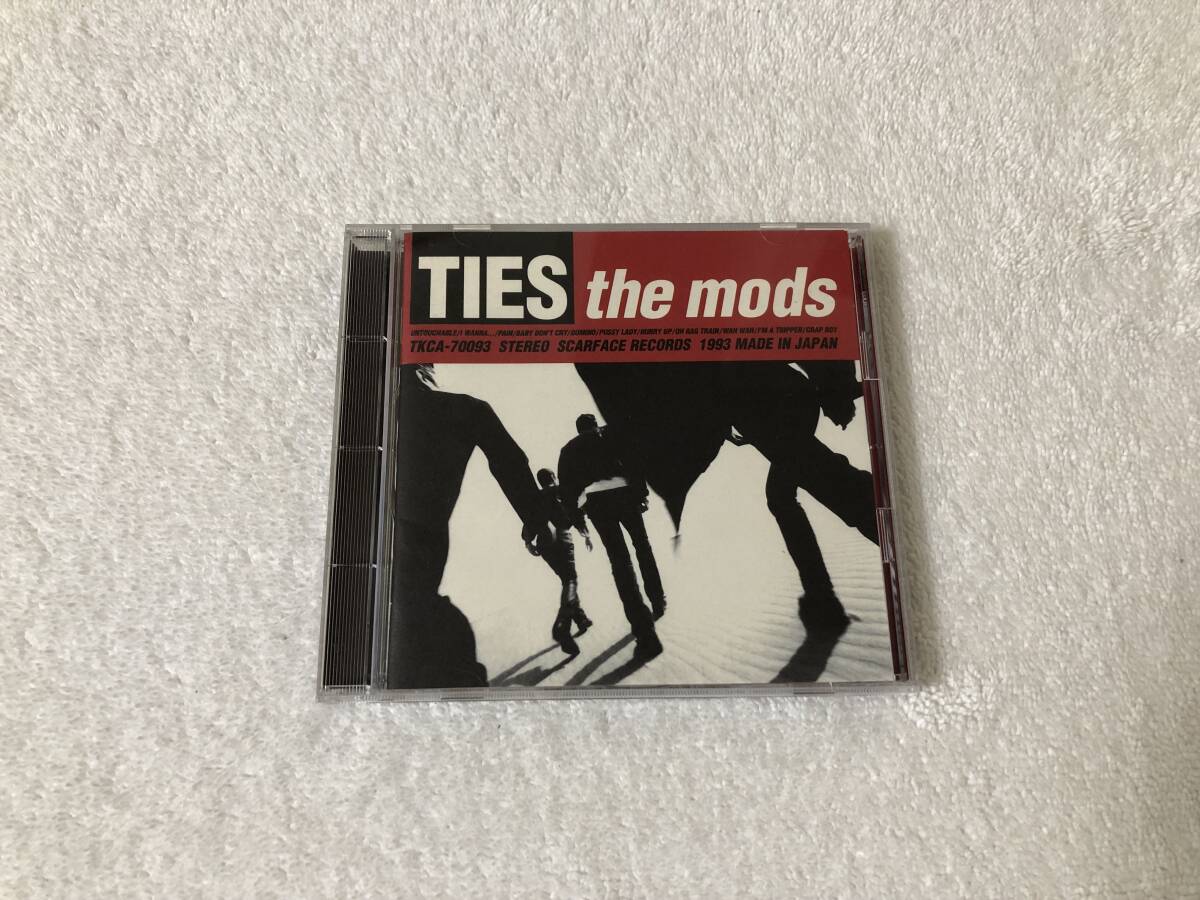 TIES the mods
UNTOUCHABLE/I WANNA.../PAIN/BABY DON'T CRY/DOMINO/PUSSY LADY/HURRY UP/OH RAG TRAIN/WAH WAH/I'M A TRIPPER/CRAP BOY
TKCA-70093 STEREO SCARFACE RECORDS 1993 MADE IN JAPAN